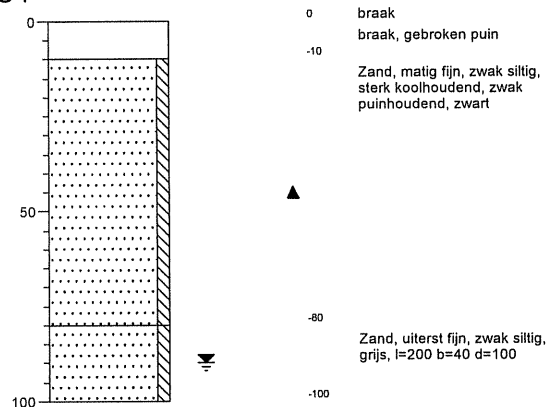 0
50
100
0 braak
braak, gebroken puin
-10
Zand, matig fijn, zwak siltig,
sterk koolhoudend, zwak
puinhoudend, zwart
-80
Zand, uiterst fijn, zwak siltig,
grijs, l=200 b=40 d=100
-100